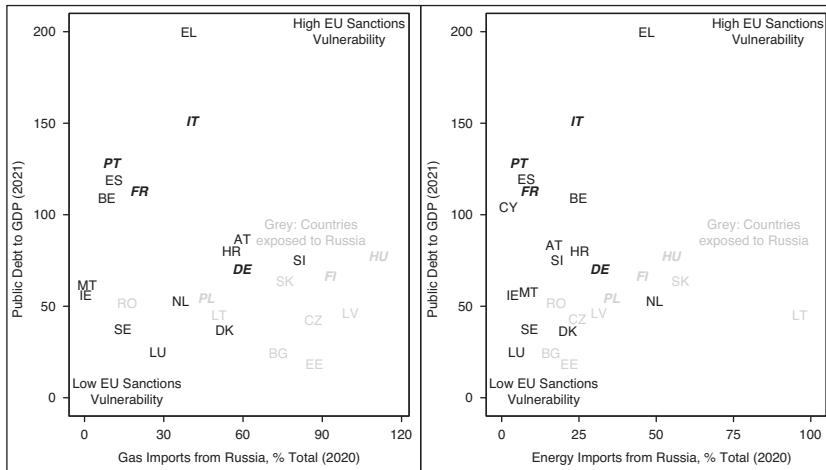 High EU Sanctions
Vulnerability
EL
IT
PT
ES
FR
BE
Grey: Countries
exposed to Russia
AT
HR
SI
HU
DE
SK
FI
MT
IE
RO
NL
PL
LT
LV
CZ
SE
DK
LU
BG
EE
Low EU Sanctions
Vulnerability
Public Debt to GDP (2021)
0
50
100
150
200
0
30
60
90
120
Gas Imports from Russia, % Total (2020)
High EU Sanctions
Vulnerability
EL
IT
PT
ES
FR
BE
CY
Grey: Countries
exposed to Russia
AT
HR
SI
HU
DE
FI
SK
IE
MT
RO
PL
NL
CZ
LV
LT
SE
DK
LU
BG
EE
Low EU Sanctions
Vulnerability
Public Debt to GDP (2021)
0
50
100
150
200
0
25
50
75
100
Energy Imports from Russia, % Total (2020)